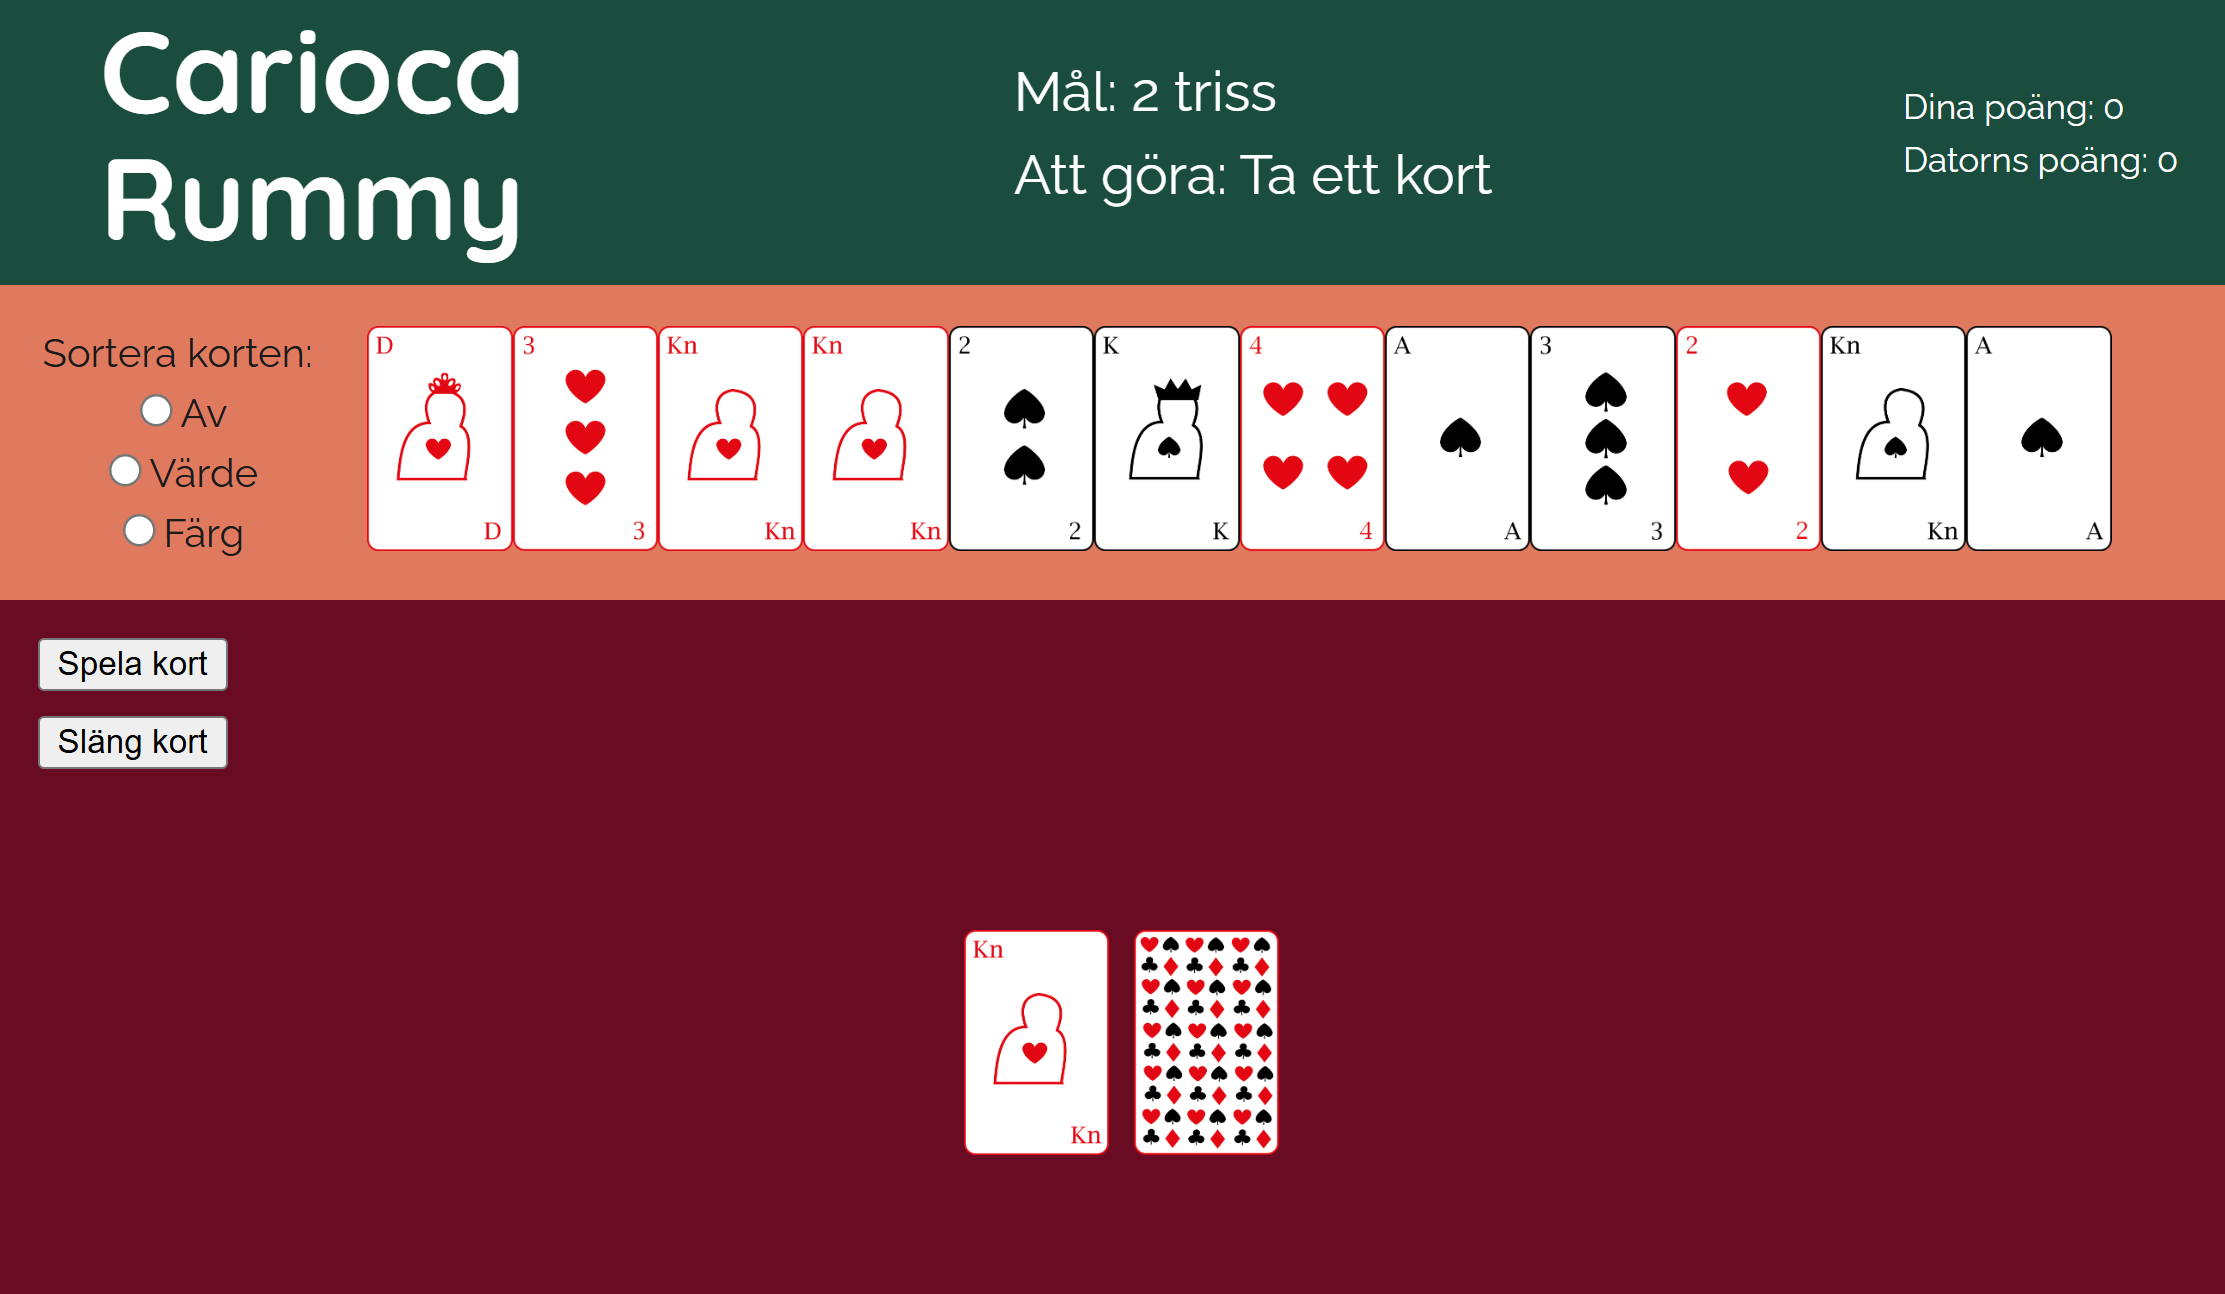 Carioca
Rummy
Mål: 2 triss
Att göra: Ta ett kort
Dina poäng: 0
Datorns poäng: 0
Sortera korten:
Av
Värde
Färg
D 3 Kn Kn 2 K 4 A 3 2 Kn A
D 3 Kn Kn 2 K 4 A 3 2 Kn A
Spela kort
Släng kort
Kn
Kn